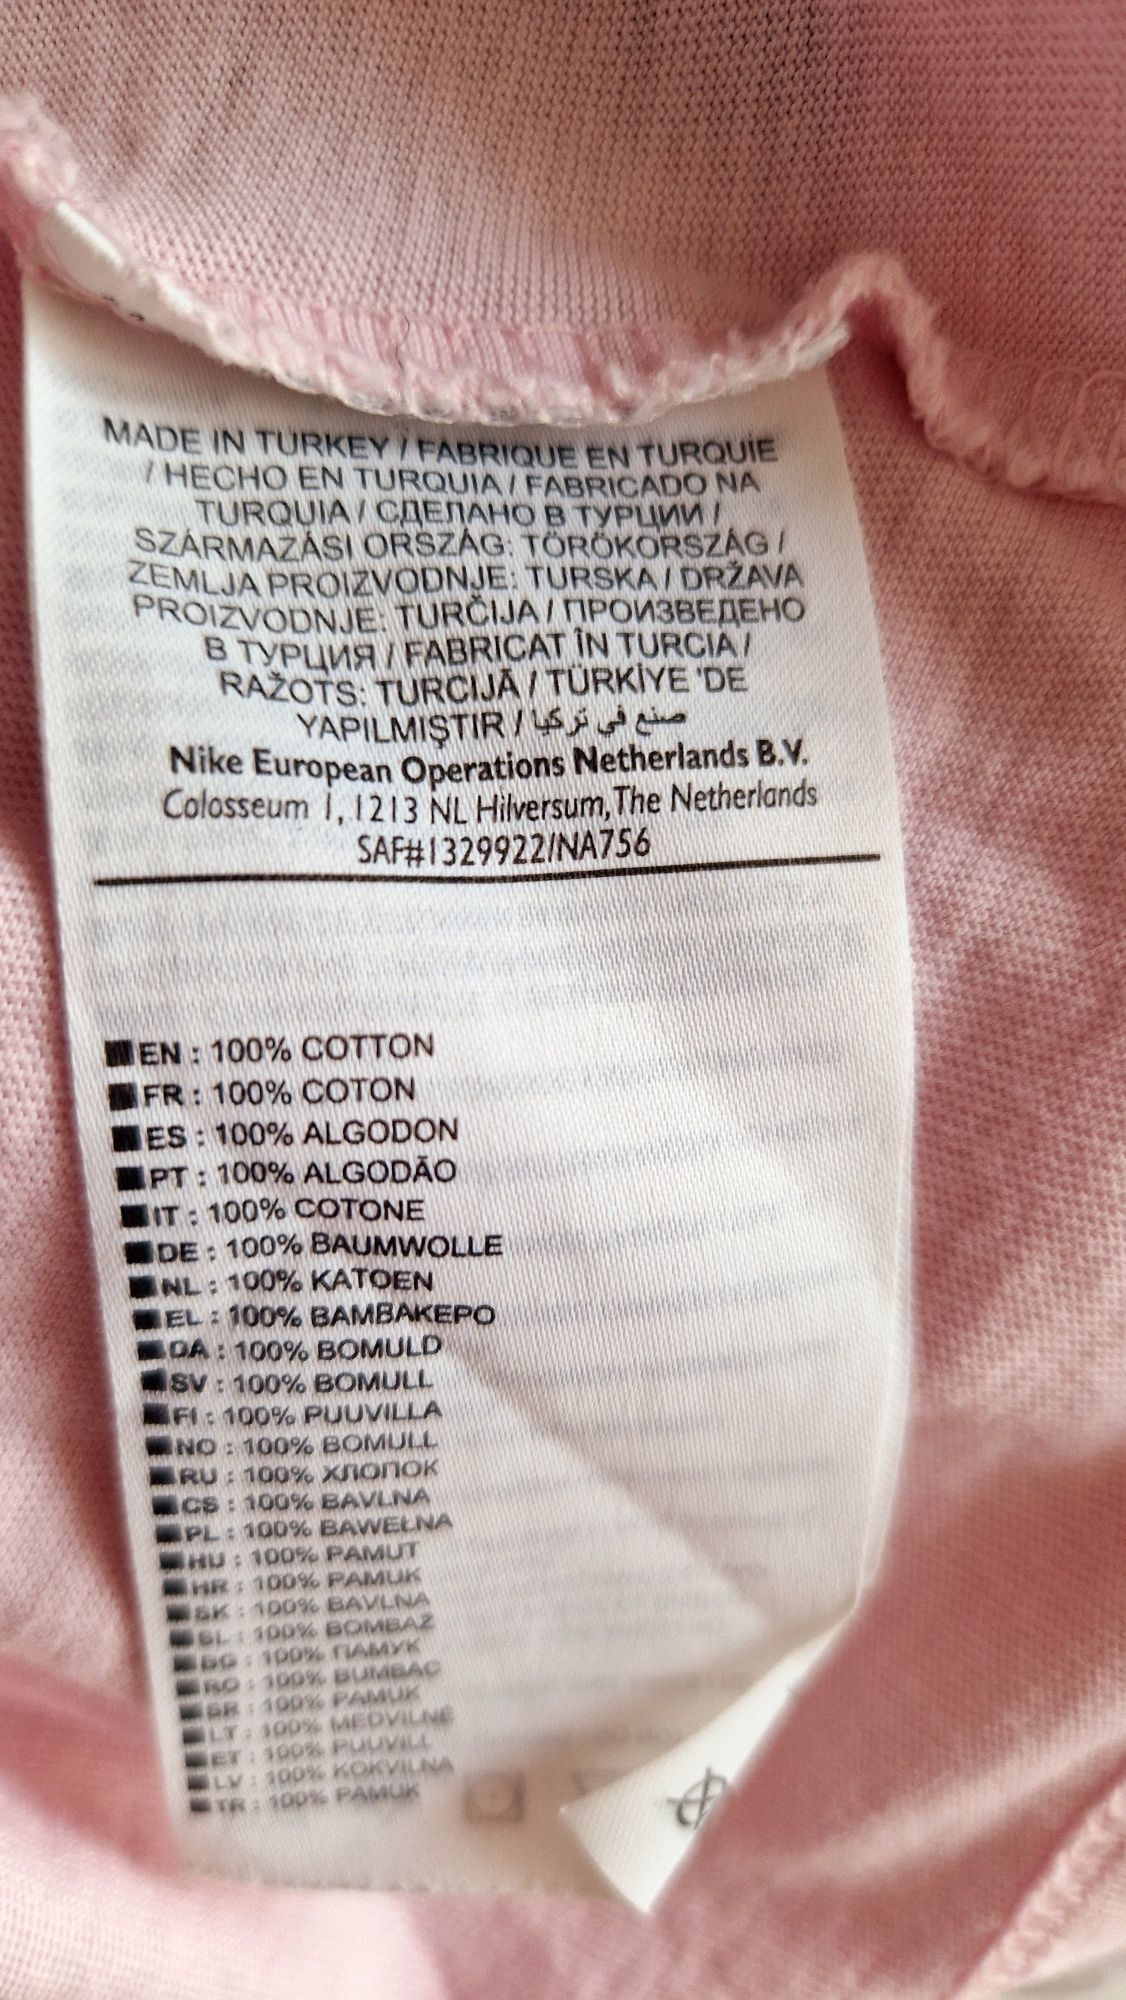 MADE IN TURKEY / FABRIQUE EN TURQUIE
/ HECHO EN TURQUIA / FABRICADO NA
TURQUIA / СДЕЛАНО В ТУРЦИИ /
SZÁRMAZÁSI ORSZÁG: TÖRÖKORSZÁG /
ZEMLJA PROIZVODNJE: TURSKA / DRŽAVA
PROIZVODNJE: TURČIJA / ПРОИЗВЕДЕНО
В ТУРЦИЯ / FABRICAT ÎN TURCIA /
RAŽOTS: TURCIJĀ / TÜRKİYE 'DE
YAPILMIŞTIR / صنع في تركيا
Nike European Operations Netherlands B.V.
Colosseum 1, 1213 NL Hilversum, The Netherlands
SAF#1329922/NA756
EN : 100% COTTON
FR : 100% COTON
ES : 100% ALGODON
PT : 100% ALGODÃO
IT : 100% COTONE
DE : 100% BAUMWOLLE
NL : 100% KATOEN
EL : 100% ΒΑΜΒΑΚΕΡΟ
DA : 100% BOMULD
SV : 100% BOMULL
FI : 100% PUUVILLA
NO : 100% BOMULL
RU : 100% ХЛОПОК
CS : 100% BAVLNA
PL : 100% BAWEŁNA
HU : 100% PAMUT
HR : 100% PAMUK
SK : 100% BAVLNA
SL : 100% BOMBAŽ
BG : 100% ПАМУК
RO : 100% BUMBAC
SR : 100% PAMUK
LT : 100% MEDVILNĖ
ET : 100% PUUVILL
LV : 100% KOKVILNA
TR : 100% PAMUK